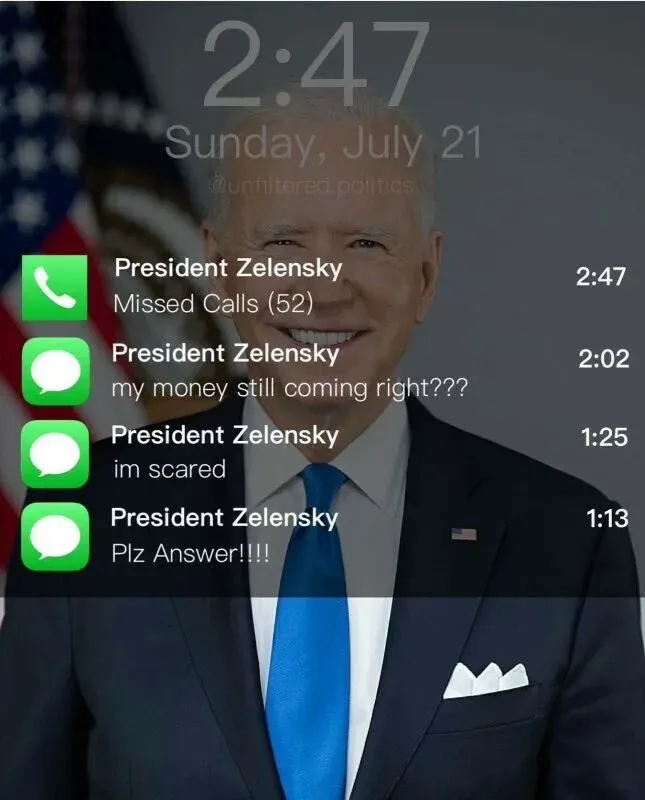 2:47
Sunday, July 21
@unfiltered.politics
President Zelensky
2:47
Missed Calls (52)
President Zelensky
2:02
my money still coming right???
President Zelensky
1:25
im scared
President Zelensky
1:13
Plz Answer!!!!